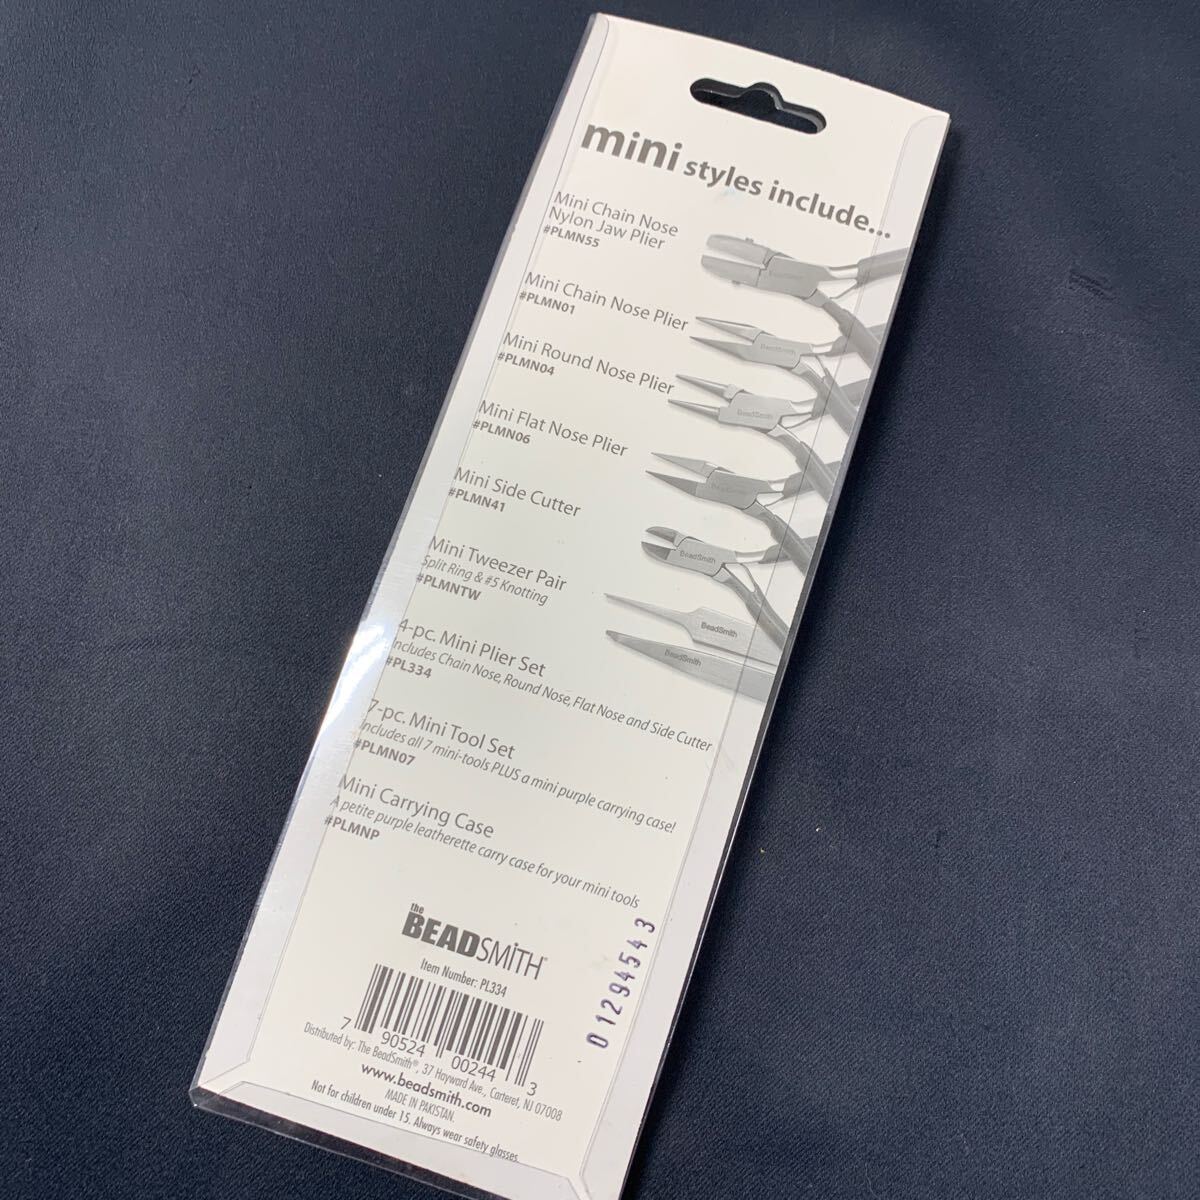 mini styles include...
Mini Chain Nose
Nylon Jaw Plier
#PLMN55
Mini Chain Nose Plier
#PLMN01
Mini Round Nose Plier
#PLMN04
Mini Flat Nose Plier
#PLMN06
Mini Side Cutter
#PLMN41
Mini Tweezer Pair
Split Ring & #5 Knotting
#PLMNTW
4-pc. Mini Plier Set
Includes Chain Nose, Round Nose, Flat Nose and Side Cutter
#PL334
7-pc. Mini Tool Set
Includes all 7 mini-tools PLUS a mini purple carrying case!
#PLMN07
Mini Carrying Case
A petite purple leatherette carry case for your mini tools
#PLMNP
BeadSmith
BeadSmith
BeadSmith
BeadSmith
BeadSmith
BeadSmith
BeadSmith
the
BEADSMiTH®
Item Number: PL334
7 90524 00244 3
Distributed by: The BeadSmith®, 37 Hayward Ave., Carteret, NJ 07008
www.beadsmith.com
MADE IN PAKISTAN.
Not for children under 15. Always wear safety glasses.
01294543